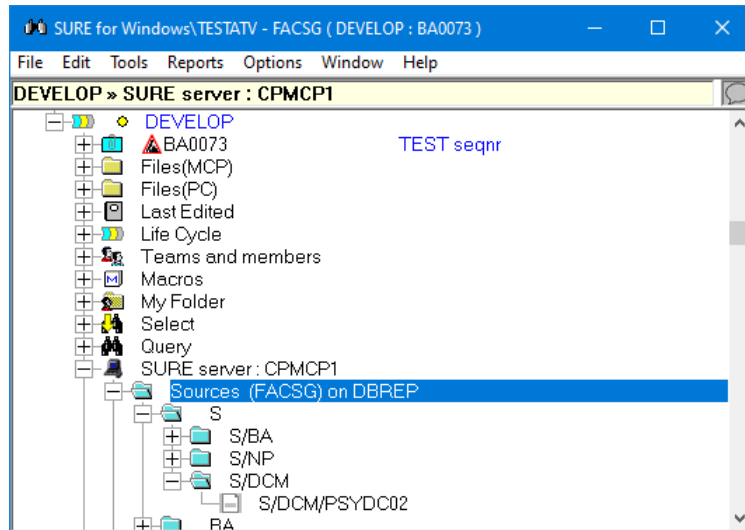 SURE for Windows\TESTATV - FACSG ( DEVELOP : BA0073 )
File Edit Tools Reports Options Window Help
DEVELOP » SURE server : CPMCP1
DEVELOP
BA0073 TEST seqnr
Files(MCP)
Files(PC)
Last Edited
Life Cycle
Teams and members
M Macros
My Folder
Select
Query
SURE server : CPMCP1
Sources (FACSG) on DBREP
S
S/BA
S/NP
S/DCM
S/DCM/PSYDC02
BA